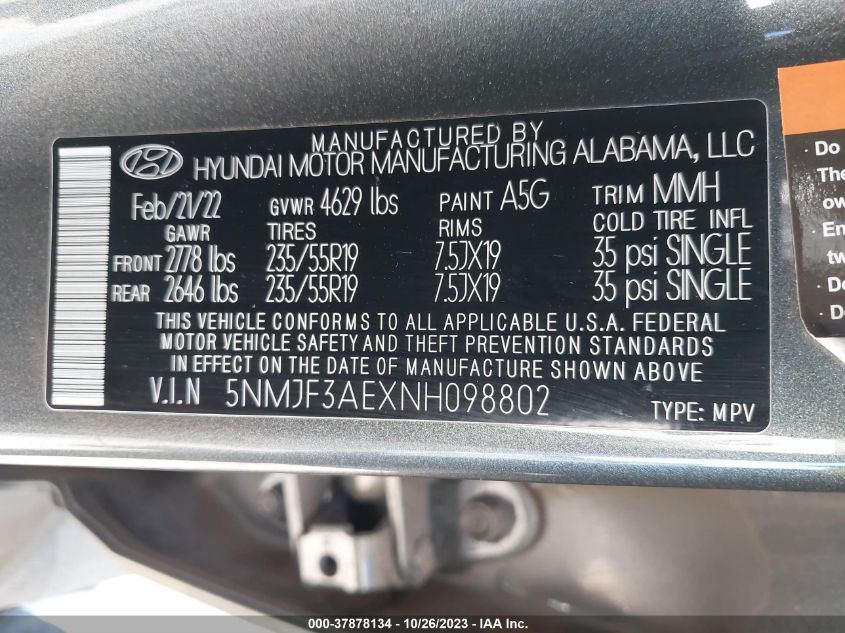 MANUFACTURED BY
HYUNDAI MOTOR MANUFACTURING ALABAMA, LLC
Feb/21/22 GVWR 4629 lbs PAINT A5G TRIM MMH
GAWR TIRES RIMS COLD TIRE INFL
FRONT 2778 lbs 235/55R19 7.5JX19 35 psi SINGLE
REAR 2646 lbs 235/55R19 7.5JX19 35 psi SINGLE
THIS VEHICLE CONFORMS TO ALL APPLICABLE U.S.A. FEDERAL
MOTOR VEHICLE SAFETY AND THEFT PREVENTION STANDARDS
IN EFFECT ON THE DATE OF MANUFACTURE SHOWN ABOVE
V.I.N 5NMJF3AEXNH098802 TYPE: MPV
· Do
The
ow
· En
tw
· De
· D
000-37878134 | 10/26/2023 | IAA Inc.